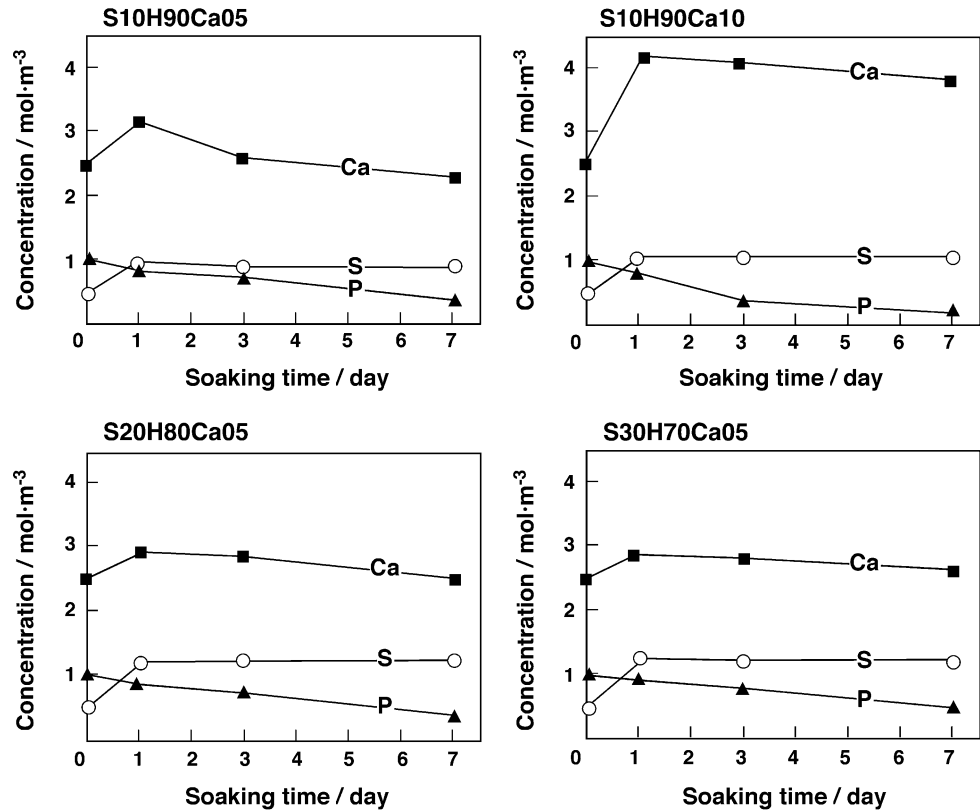 S10H90Ca05
Concentration / mol·m-3
4
3
2
1
Ca
S
P
0 1 2 3 4 5 6 7
Soaking time / day
S10H90Ca10
Concentration / mol·m-3
4
3
2
1
Ca
S
P
0 1 2 3 4 5 6 7
Soaking time / day
S20H80Ca05
Concentration / mol·m-3
4
3
2
1
Ca
S
P
0 1 2 3 4 5 6 7
Soaking time / day
S30H70Ca05
Concentration / mol·m-3
4
3
2
1
Ca
S
P
0 1 2 3 4 5 6 7
Soaking time / day